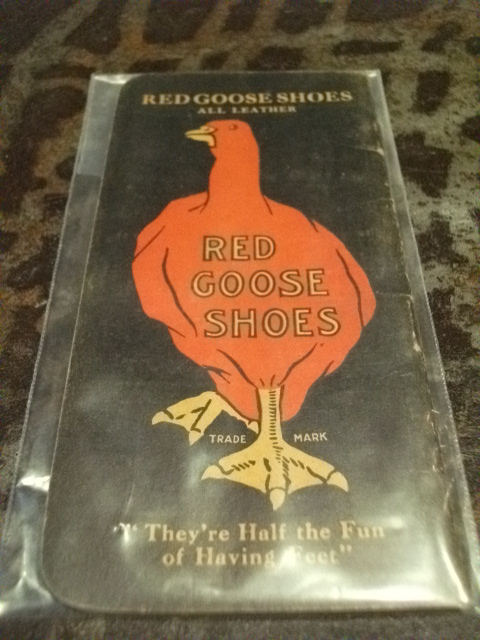 RED GOOSE SHOES
ALL LEATHER
RED
GOOSE
SHOES
TRADE MARK
"They're Half the Fun
of Having Feet"